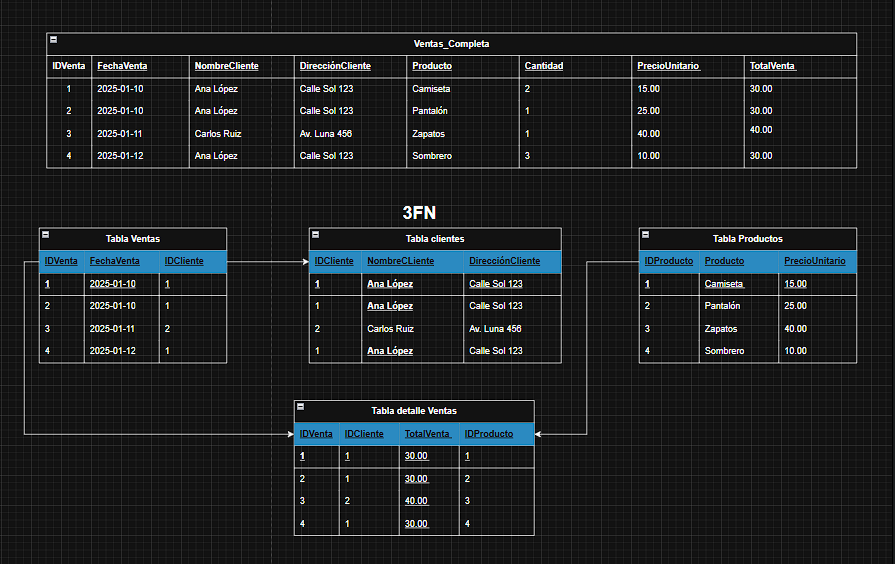 Ventas_Completa
IDVenta FechaVenta NombreCliente DirecciónCliente Producto Cantidad PrecioUnitario TotalVenta
1 2025-01-10 Ana López Calle Sol 123 Camiseta 2 15.00 30.00
2 2025-01-10 Ana López Calle Sol 123 Pantalón 1 25.00 30.00
3 2025-01-11 Carlos Ruiz Av. Luna 456 Zapatos 1 40.00 40.00
4 2025-01-12 Ana López Calle Sol 123 Sombrero 3 10.00 30.00
3FN
Tabla Ventas
IDVenta FechaVenta IDCliente
1 2025-01-10 1
2 2025-01-10 1
3 2025-01-11 2
4 2025-01-12 1
Tabla clientes
IDCliente NombreCLiente DirecciónCliente
1 Ana López Calle Sol 123
1 Ana López Calle Sol 123
2 Carlos Ruiz Av. Luna 456
1 Ana López Calle Sol 123
Tabla Productos
IDProducto Producto PrecioUnitario
1 Camiseta 15.00
2 Pantalón 25.00
3 Zapatos 40.00
4 Sombrero 10.00
Tabla detalle Ventas
IDVenta IDCliente TotalVenta IDProducto
1 1 30.00 1
2 1 30.00 2
3 2 40.00 3
4 1 30.00 4